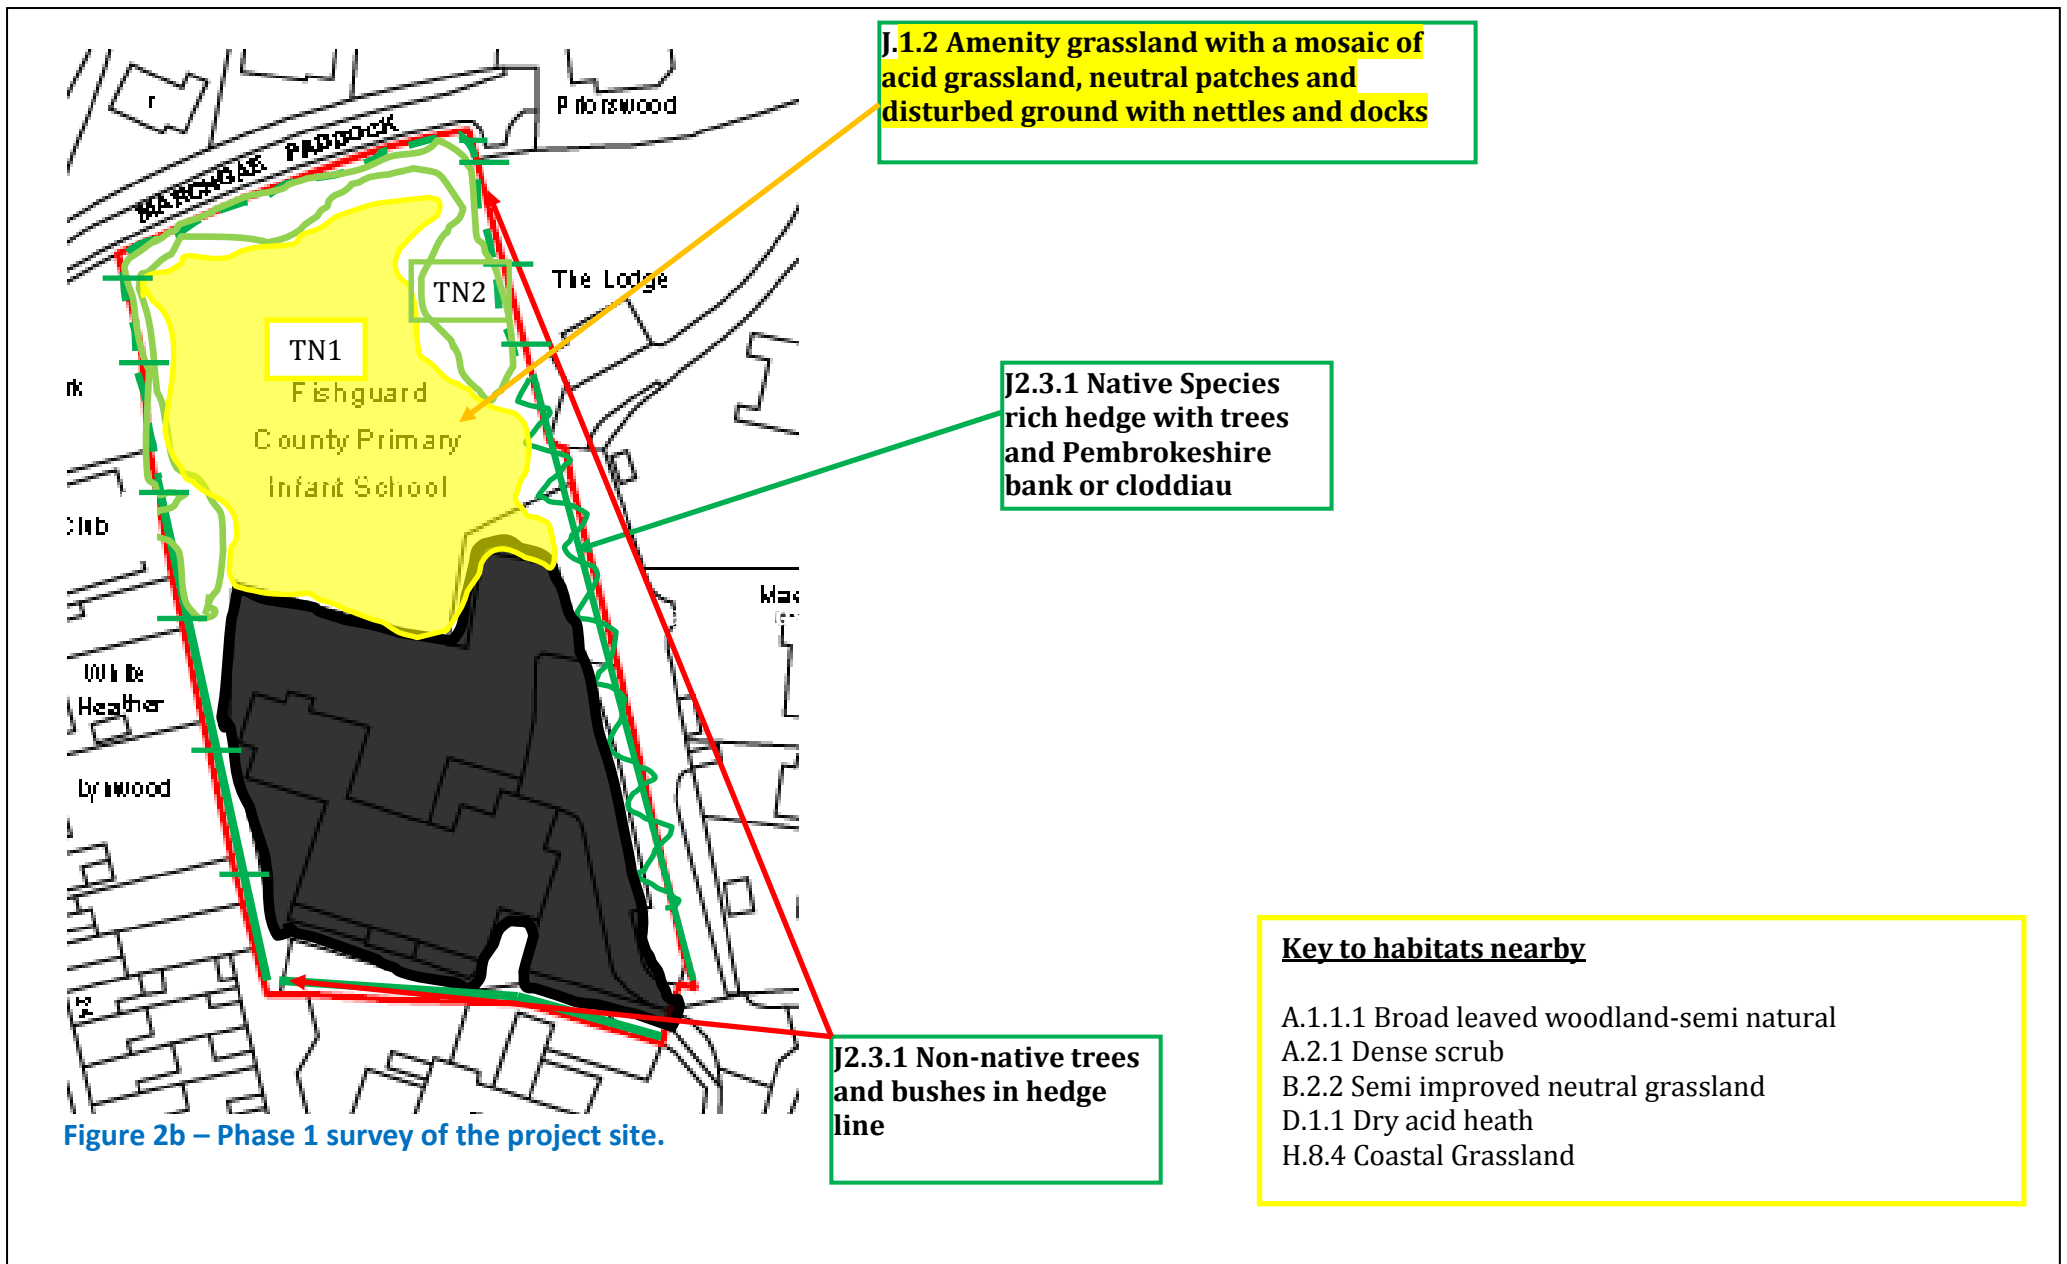 J.1.2 Amenity grassland with a mosaic of
acid grassland, neutral patches and
disturbed ground with nettles and docks
Priorswood
MARCHGAE PADDOCK
The Lodge
TN2
TN1
Fishguard
County Primary
Infant School
J2.3.1 Native Species
rich hedge with trees
and Pembrokeshire
bank or cloddiau
White
Heather
Lynwood
J2.3.1 Non-native trees
and bushes in hedge
line
Key to habitats nearby
A.1.1.1 Broad leaved woodland-semi natural
A.2.1 Dense scrub
B.2.2 Semi improved neutral grassland
D.1.1 Dry acid heath
H.8.4 Coastal Grassland
Figure 2b – Phase 1 survey of the project site.